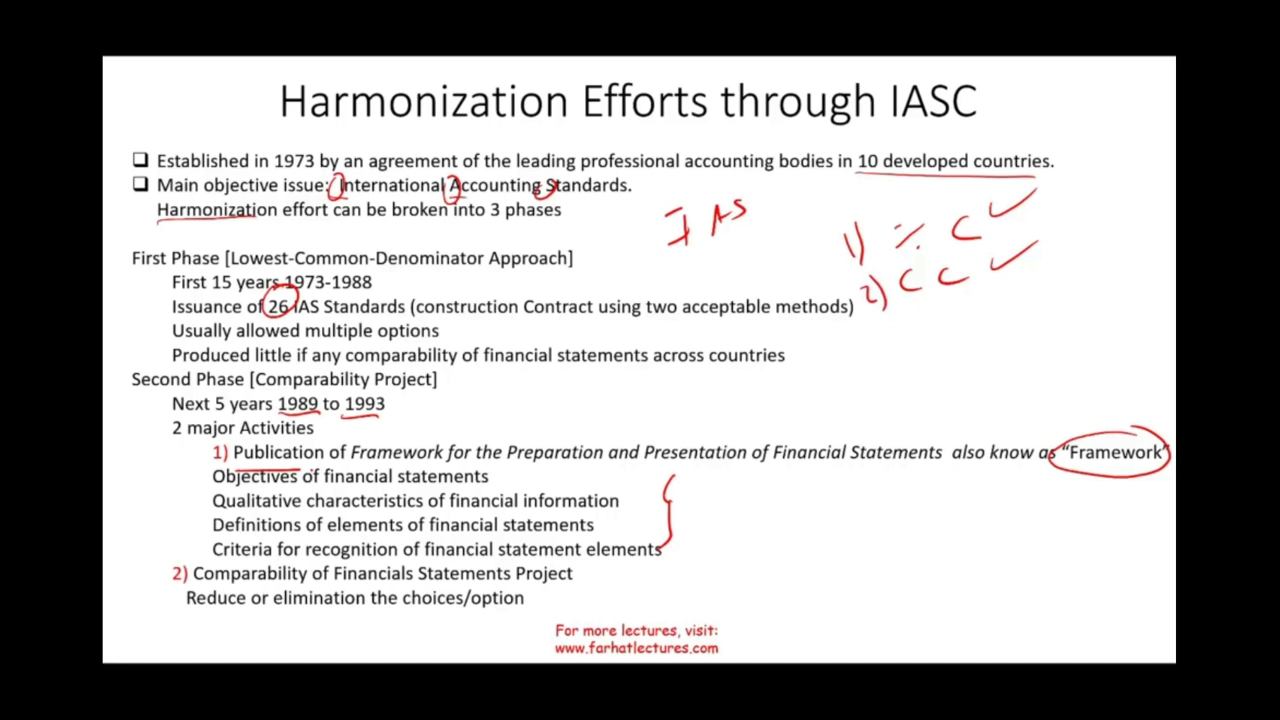 Harmonization Efforts through IASC
❑ Established in 1973 by an agreement of the leading professional accounting bodies in 10 developed countries.
❑ Main objective issue: International Accounting Standards.
Harmonization effort can be broken into 3 phases
I AS
1) % C ✓
2) C C ✓
First Phase [Lowest-Common-Denominator Approach]
First 15 years 1973-1988
Issuance of 26 IAS Standards (construction Contract using two acceptable methods)
Usually allowed multiple options
Produced little if any comparability of financial statements across countries
Second Phase [Comparability Project]
Next 5 years 1989 to 1993
2 major Activities
1) Publication of Framework for the Preparation and Presentation of Financial Statements also know as “Framework”
Objectives of financial statements
Qualitative characteristics of financial information
Definitions of elements of financial statements
Criteria for recognition of financial statement elements
2) Comparability of Financials Statements Project
Reduce or elimination the choices/option
For more lectures, visit:
www.farhatlectures.com